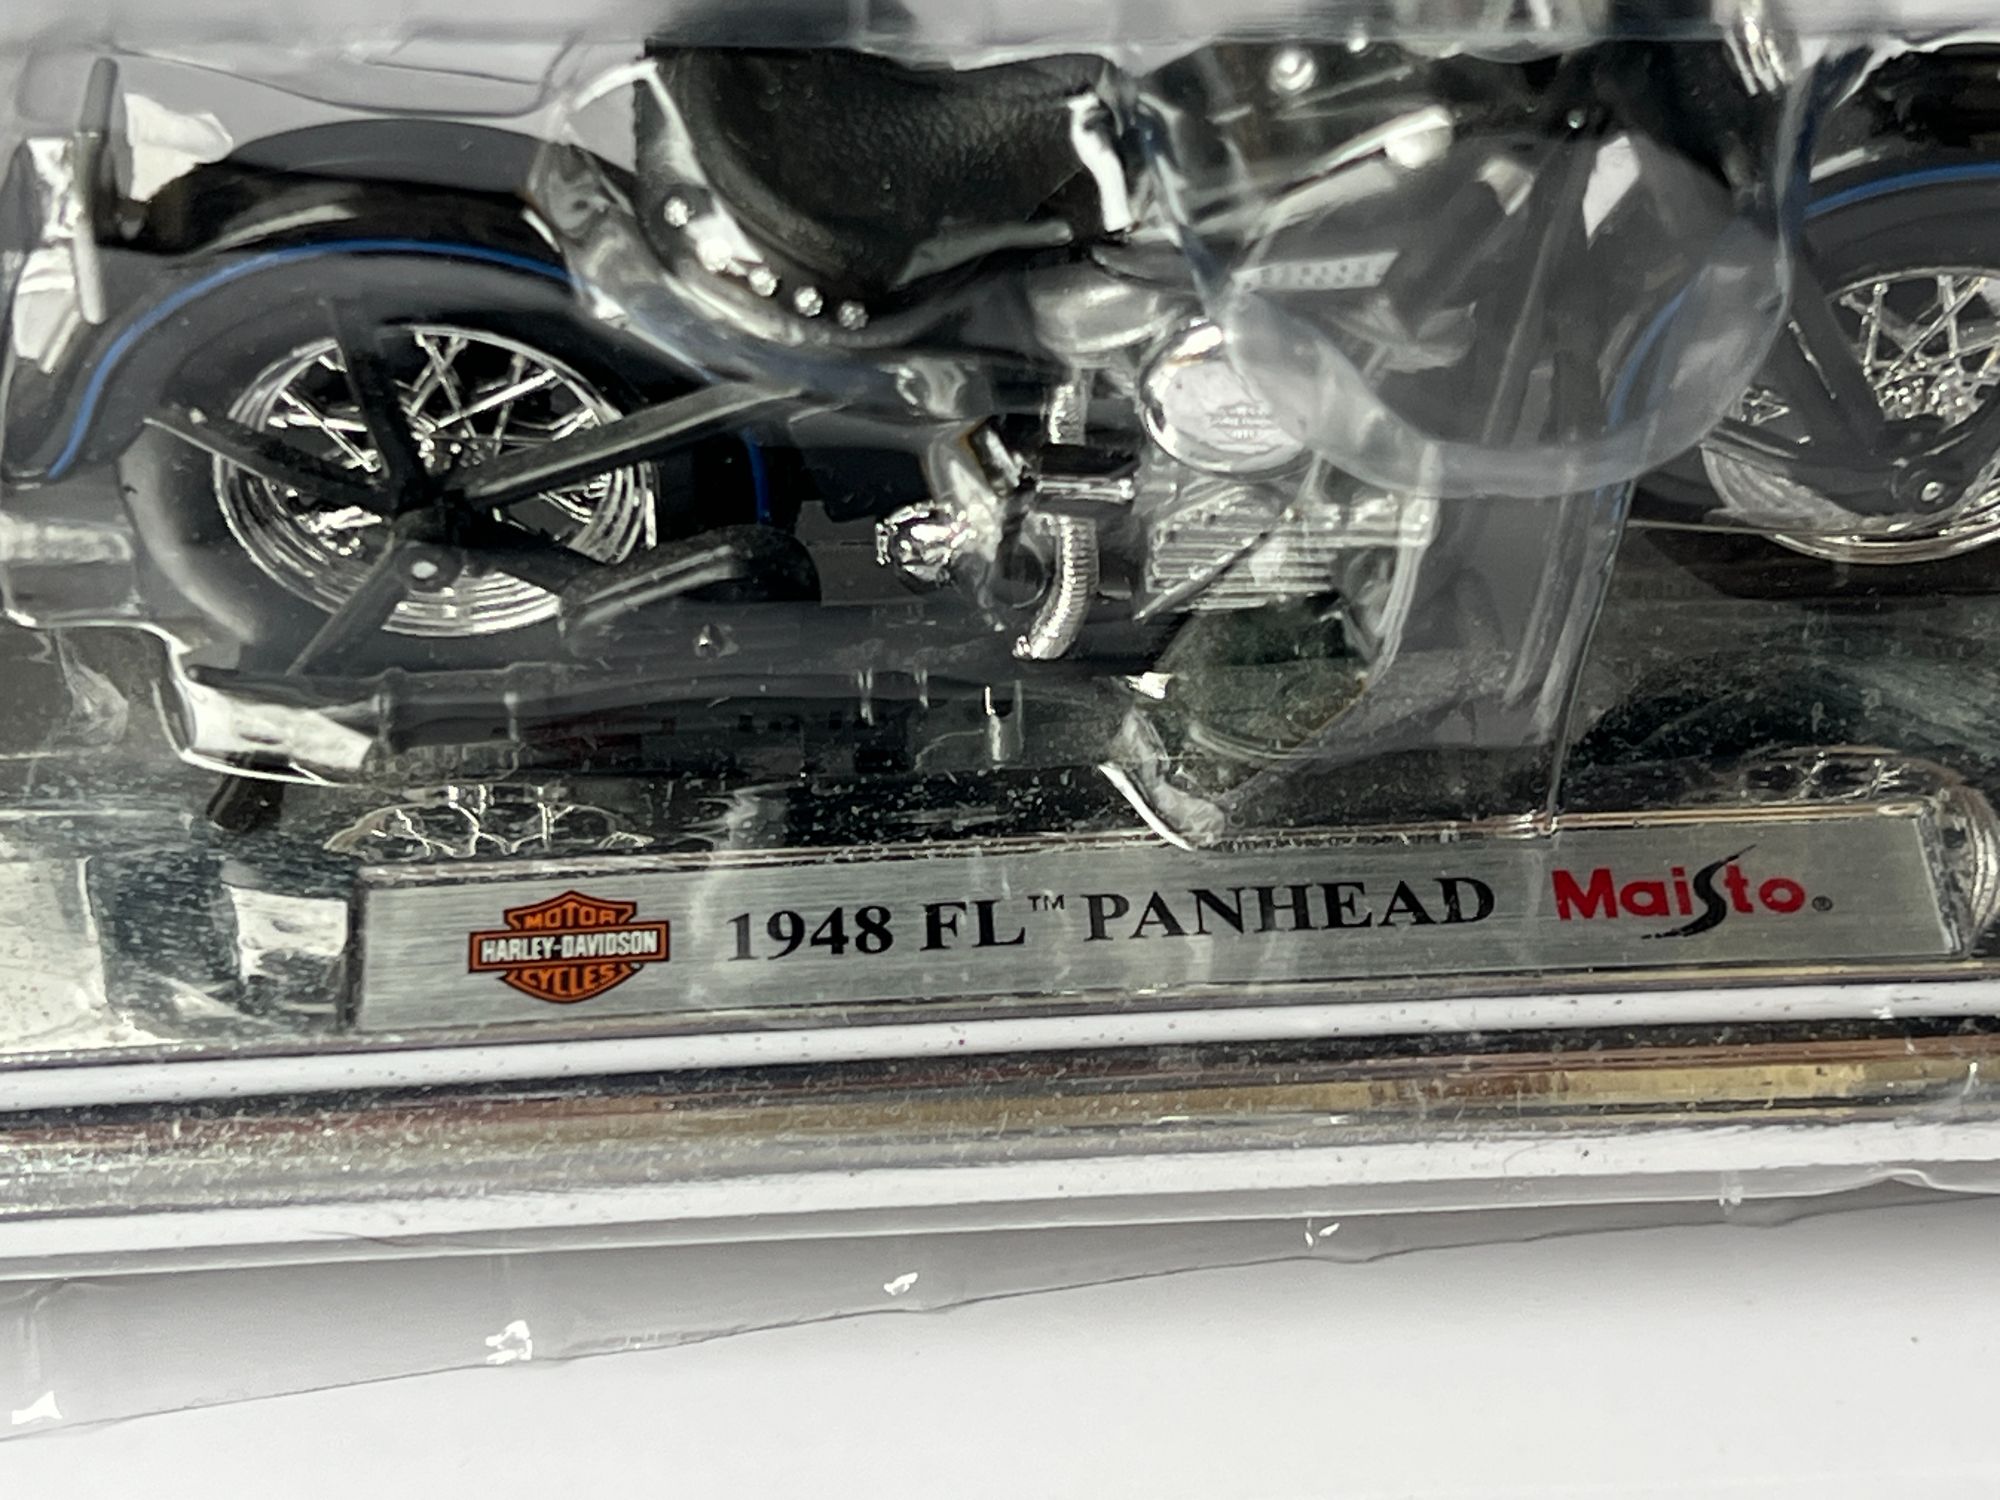 MOTOR
HARLEY-DAVIDSON
CYCLES
1948 FL™ PANHEAD
Maisto®